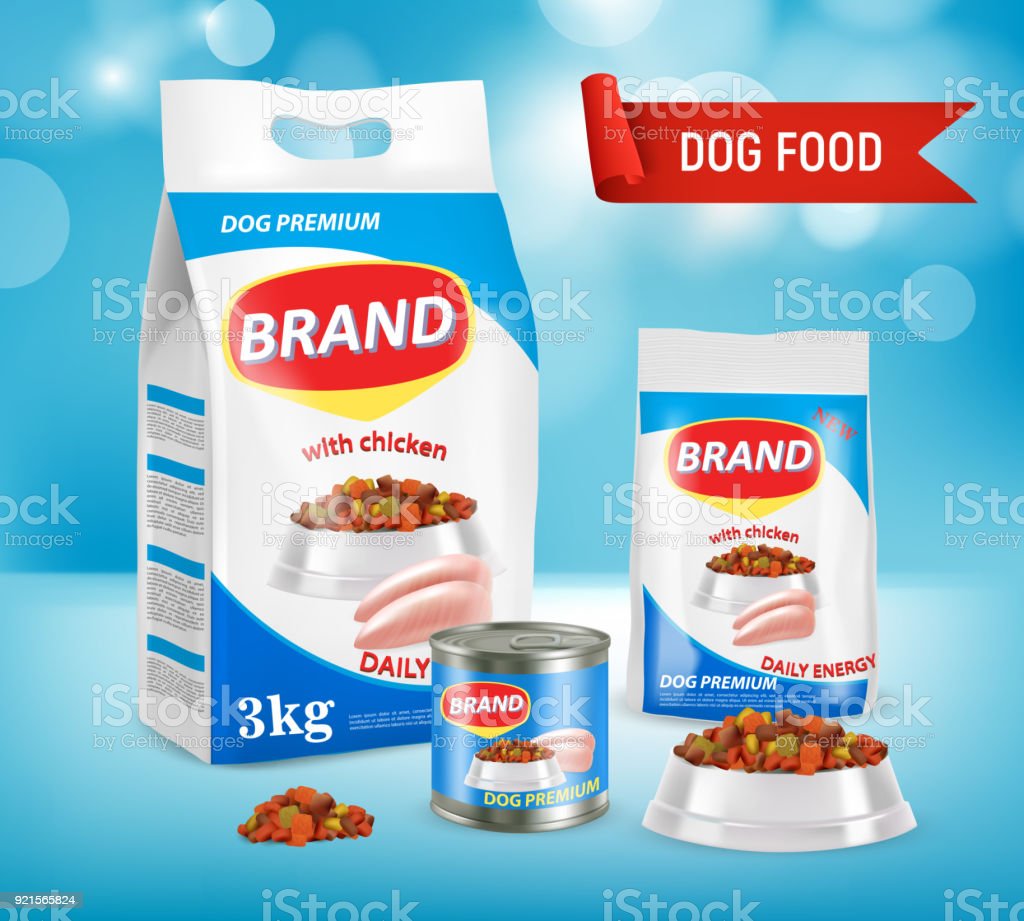 DOG FOOD
DOG PREMIUM
BRAND
with chicken
DAILY
3kg
NEW
BRAND
with chicken
DAILY ENERGY
DOG PREMIUM
BRAND
DOG PREMIUM
iStock
by Getty Images™
921565824